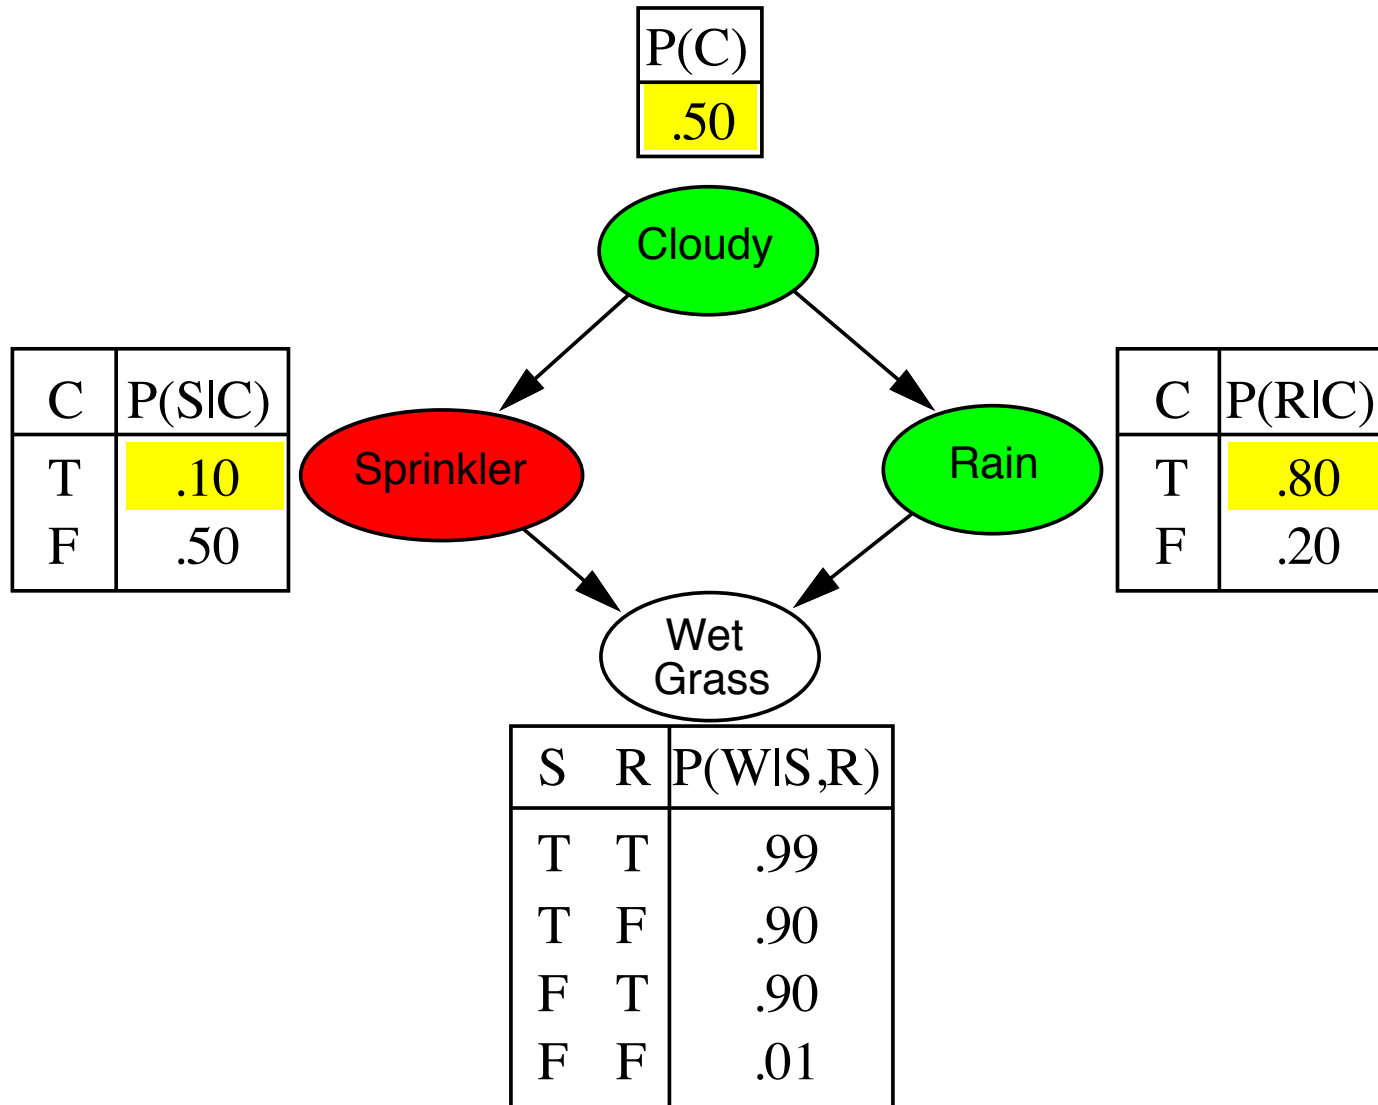 P(C)
.50
Cloudy
C P(S|C)
T .10
F .50
Sprinkler
Rain
C P(R|C)
T .80
F .20
Wet
Grass
S R P(W|S,R)
T T .99
T F .90
F T .90
F F .01